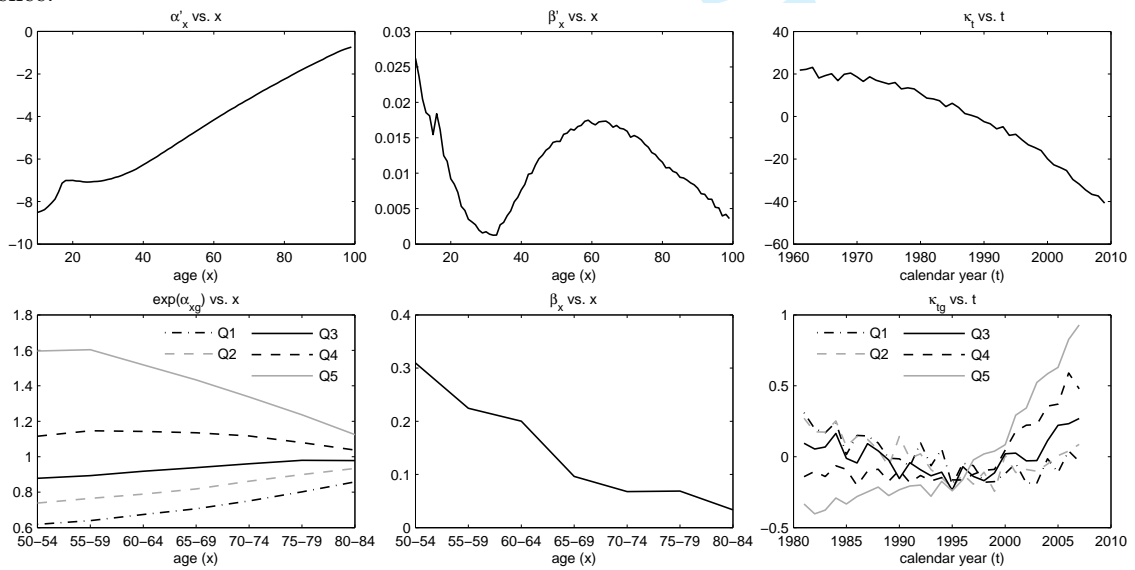 α'ₓ vs. x
0
−2
−4
−6
−8
−10
20 40 60 80 100
age (x)
β'ₓ vs. x
0.03
0.025
0.02
0.015
0.01
0.005
0
20 40 60 80 100
age (x)
κₜ vs. t
40
20
0
−20
−40
−60
1960 1970 1980 1990 2000 2010
calendar year (t)
exp(α_xg) vs. x
1.8
1.6
1.4
1.2
1
0.8
0.6
Q1
Q2
Q3
Q4
Q5
50−54 55−59 60−64 65−69 70−74 75−79 80−84
age (x)
βₓ vs. x
0.4
0.3
0.2
0.1
0
50−54 55−59 60−64 65−69 70−74 75−79 80−84
age (x)
κ_tg vs. t
1
0.5
0
−0.5
Q1
Q2
Q3
Q4
Q5
1980 1985 1990 1995 2000 2005 2010
calendar year (t)